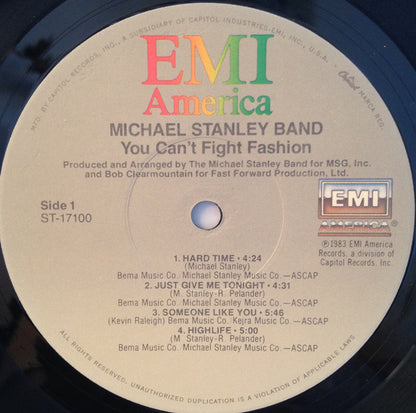 MFD. BY CAPITOL RECORDS, INC., A SUBSIDIARY OF CAPITOL INDUSTRIES-EMI, INC., U.S.A. • Capitol MARCA REG.
EMI
America
MICHAEL STANLEY BAND
You Can't Fight Fashion
Produced and Arranged by The Michael Stanley Band for MSG, Inc.
and Bob Clearmountain for Fast Forward Production, Ltd.
Side 1
ST-17100
EMI
AMERICA®
℗1983 EMI America
Records, a division of
Capitol Records, Inc.
1. HARD TIME • 4:24
(Michael Stanley)
Bema Music Co. Michael Stanley Music Co. —ASCAP
2. JUST GIVE ME TONIGHT • 4:31
(M. Stanley-R. Pelander)
Bema Music Co. Michael Stanley Music Co. —ASCAP
3. SOMEONE LIKE YOU • 5:46
(Kevin Raleigh) Bema Music Co. Kejra Music Co. —ASCAP
4. HIGHLIFE • 5:00
(M. Stanley-R. Pelander)
Bema Music Co. Michael Stanley Music Co. —ASCAP
ALL RIGHTS RESERVED. UNAUTHORIZED DUPLICATION IS A VIOLATION OF APPLICABLE LAWS